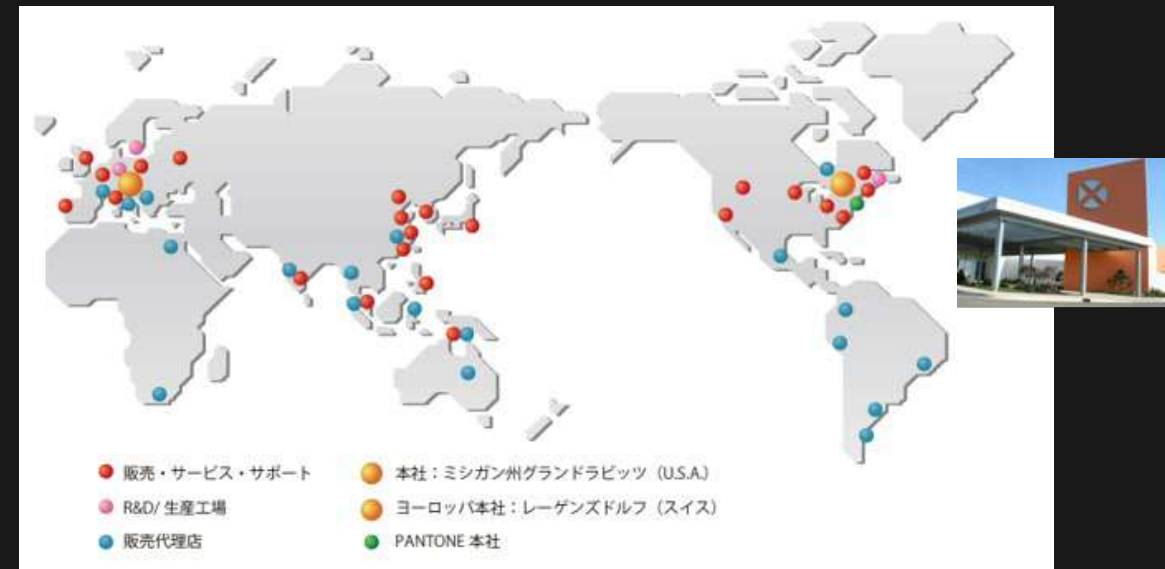 販売・サービス・サポート
R&D/ 生産工場
販売代理店
本社：ミシガン州グランドラピッツ（U.S.A.）
ヨーロッパ本社：レーゲンズドルフ（スイス）
PANTONE 本社